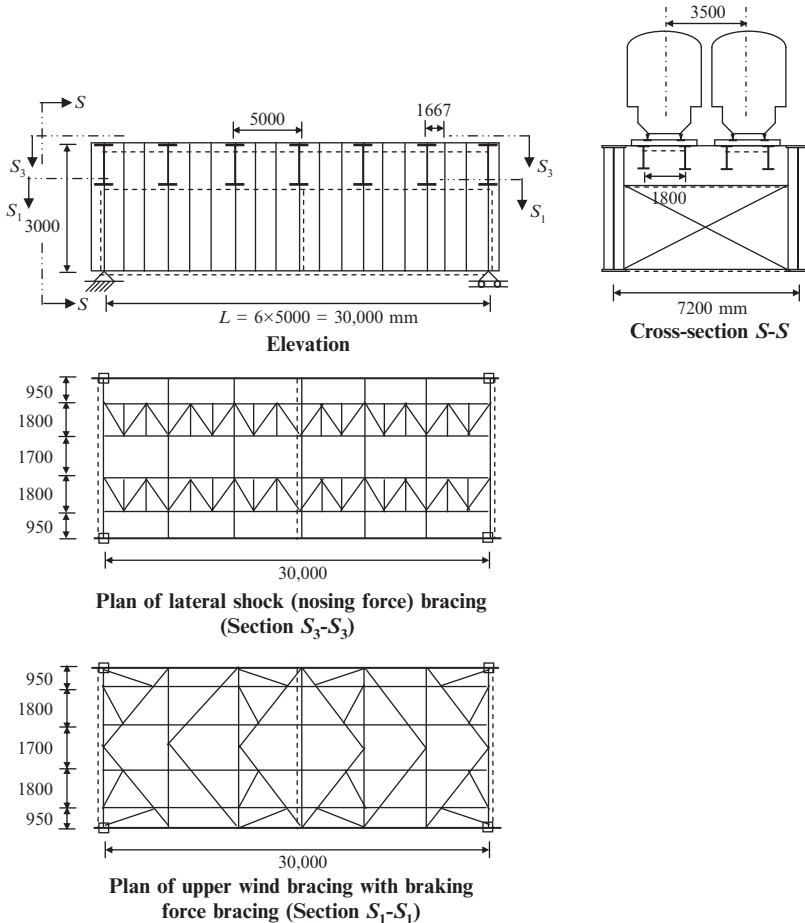 3500
S
5000
1667
S₃
S₃
S₁
S₁
3000
1800
S
L = 6×5000 = 30,000 mm
Elevation
7200 mm
Cross-section S-S
950
1800
1700
1800
950
30,000
Plan of lateral shock (nosing force) bracing
(Section S₃-S₃)
950
1800
1700
1800
950
30,000
Plan of upper wind bracing with braking
force bracing (Section S₁-S₁)